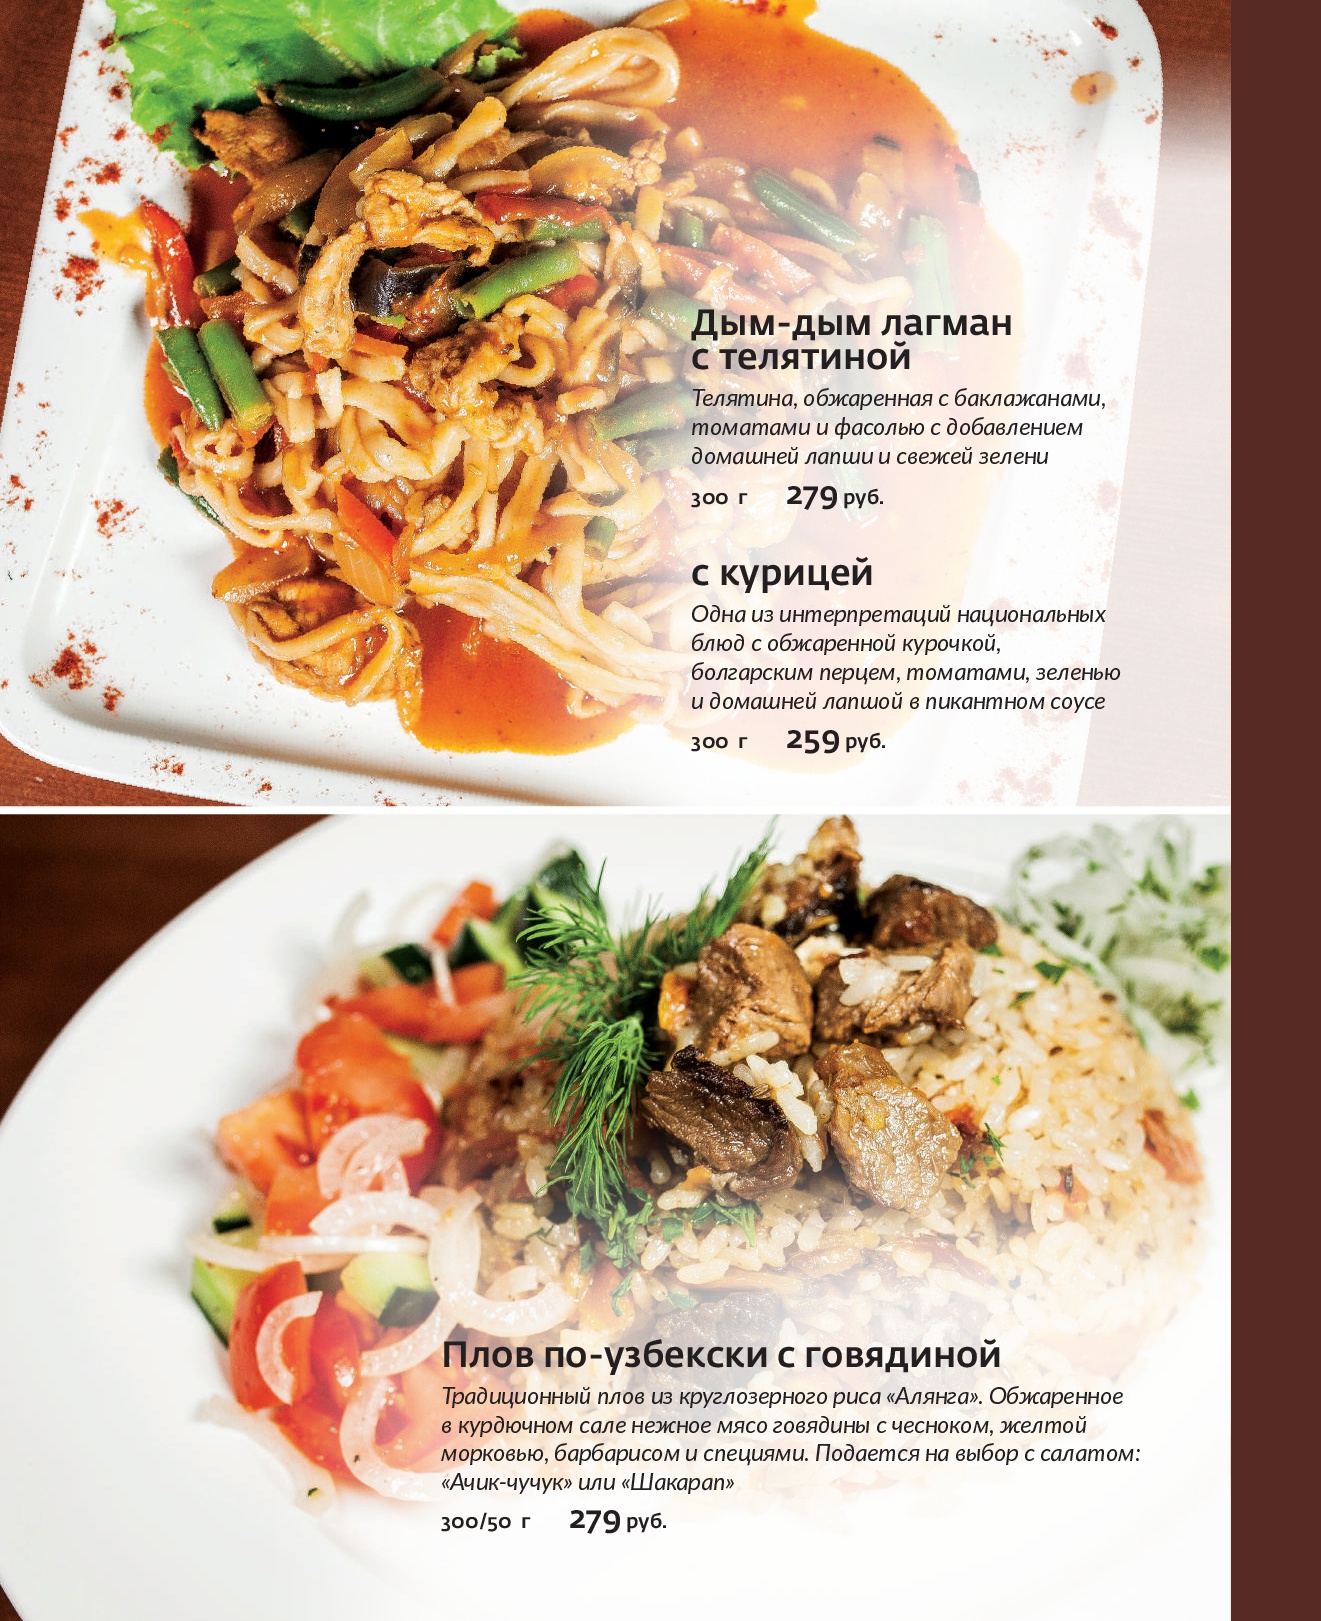 Дым-дым лагман
с телятиной
Телятина, обжаренная с баклажанами,
томатами и фасолью с добавлением
домашней лапши и свежей зелени
300 г 279 руб.
с курицей
Одна из интерпретаций национальных
блюд с обжаренной курочкой,
болгарским перцем, томатами, зеленью
и домашней лапшой в пикантном соусе
300 г 259 руб.
Плов по-узбекски с говядиной
Традиционный плов из круглозерного риса «Алянга». Обжаренное
в курдючном сале нежное мясо говядины с чесноком, желтой
морковью, барбарисом и специями. Подается на выбор с салатом:
«Ачик-чучук» или «Шакарап»
300/50 г 279 руб.